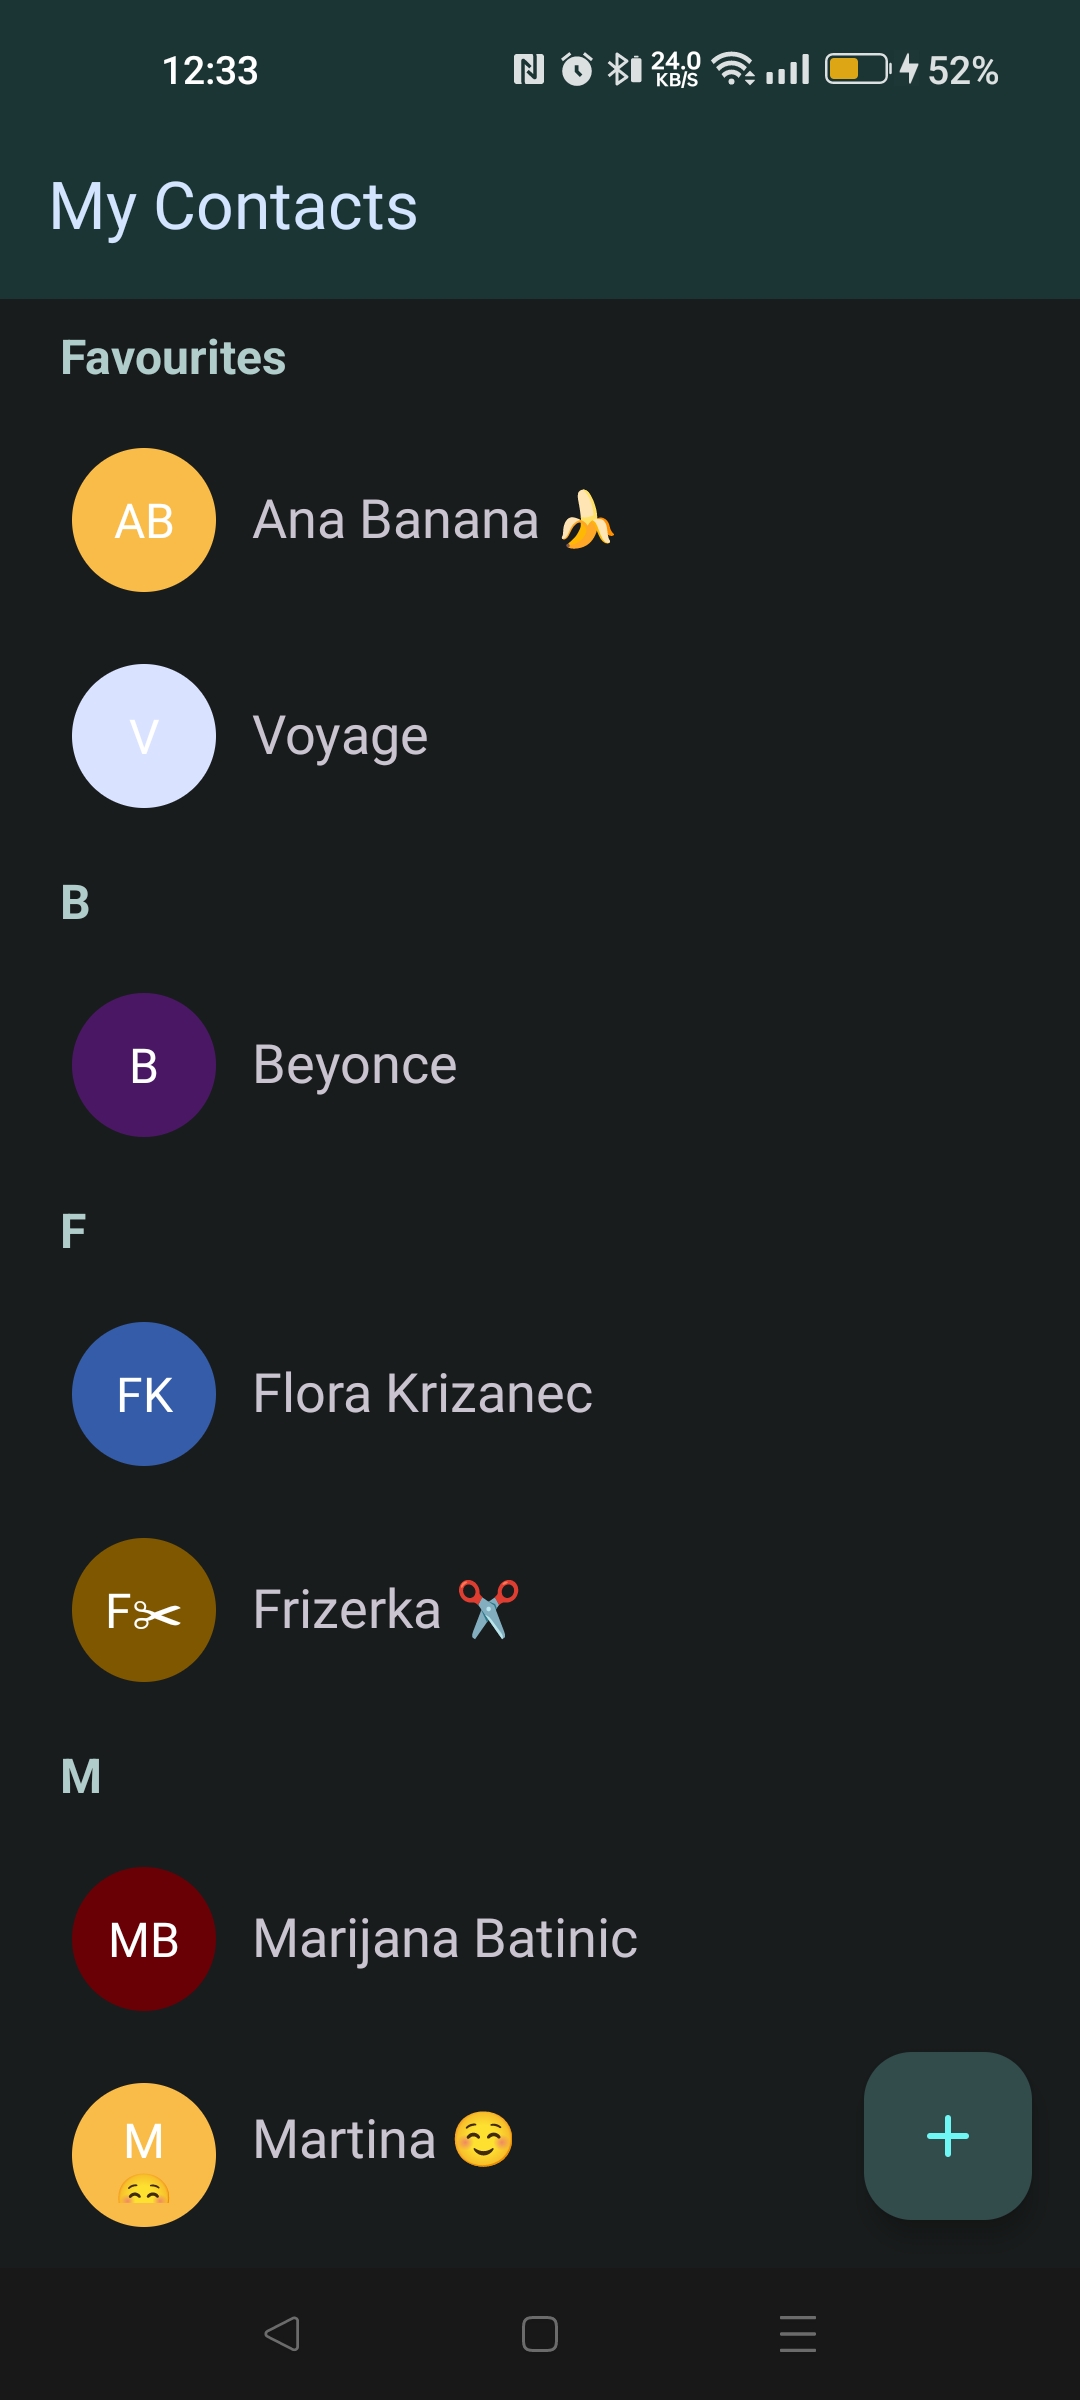 12:33 24.0 KB/S 52%
My Contacts
Favourites
AB Ana Banana 🍌
V Voyage
B
B Beyonce
F
FK Flora Krizanec
F✂ Frizerka ✂️
M
MB Marijana Batinic
M☺️ Martina ☺️
+